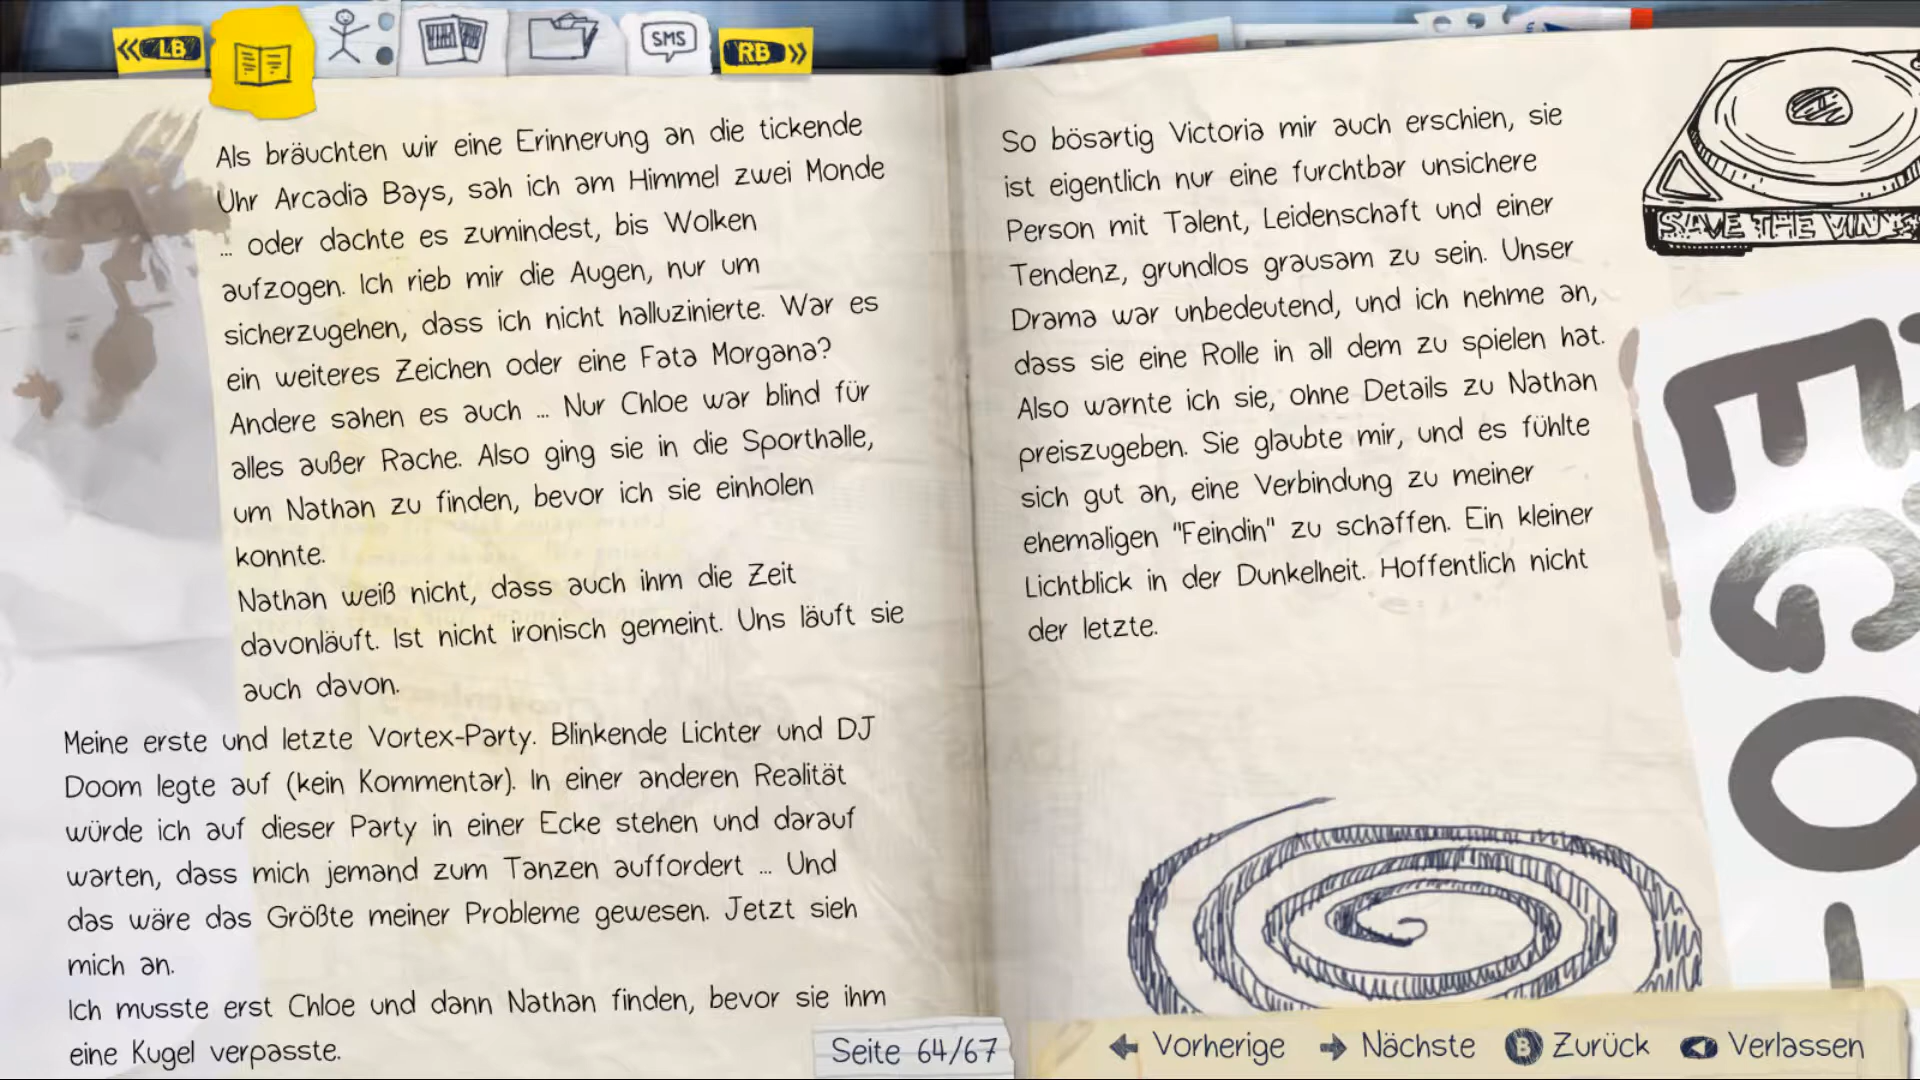 LB
SMS
RB
Als bräuchten wir eine Erinnerung an die tickende
Uhr Arcadia Bays, sah ich am Himmel zwei Monde
... oder dachte es zumindest, bis Wolken
aufzogen. Ich rieb mir die Augen, nur um
sicherzugehen, dass ich nicht halluzinierte. War es
ein weiteres Zeichen oder eine Fata Morgana?
Andere sahen es auch ... Nur Chloe war blind für
alles außer Rache. Also ging sie in die Sporthalle,
um Nathan zu finden, bevor ich sie einholen
konnte.
Nathan weiß nicht, dass auch ihm die Zeit
davonläuft. Ist nicht ironisch gemeint. Uns läuft sie
auch davon.
Meine erste und letzte Vortex-Party. Blinkende Lichter und DJ
Doom legte auf (kein Kommentar). In einer anderen Realität
würde ich auf dieser Party in einer Ecke stehen und darauf
warten, dass mich jemand zum Tanzen auffordert ... Und
das wäre das Größte meiner Probleme gewesen. Jetzt sieh
mich an.
Ich musste erst Chloe und dann Nathan finden, bevor sie ihm
eine Kugel verpasste.
So bösartig Victoria mir auch erschien, sie
ist eigentlich nur eine furchtbar unsichere
Person mit Talent, Leidenschaft und einer
Tendenz, grundlos grausam zu sein. Unser
Drama war unbedeutend, und ich nehme an,
dass sie eine Rolle in all dem zu spielen hat.
Also warnte ich sie, ohne Details zu Nathan
preiszugeben. Sie glaubte mir, und es fühlte
sich gut an, eine Verbindung zu meiner
ehemaligen "Feindin" zu schaffen. Ein kleiner
Lichtblick in der Dunkelheit. Hoffentlich nicht
der letzte.
SAVE THE VINYL
EGO-
Seite 64/67
Vorherige
Nächste
B Zurück
Verlassen